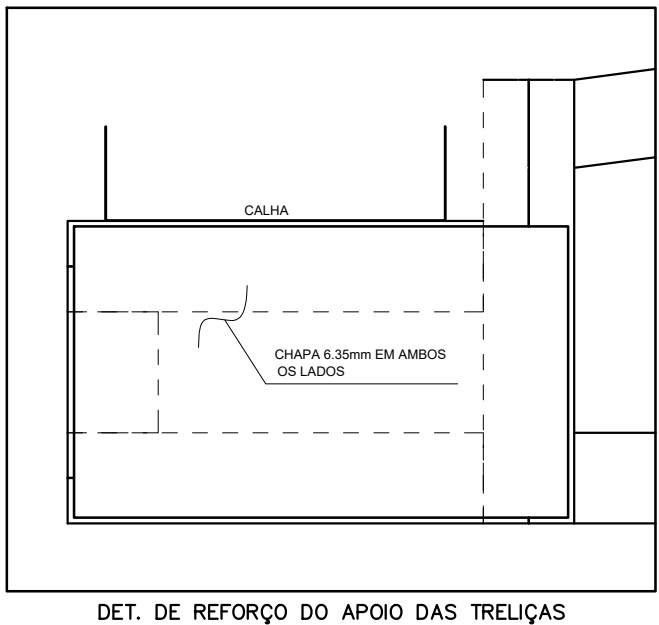 CALHA
CHAPA 6.35mm EM AMBOS
OS LADOS
DET. DE REFORÇO DO APOIO DAS TRELIÇAS